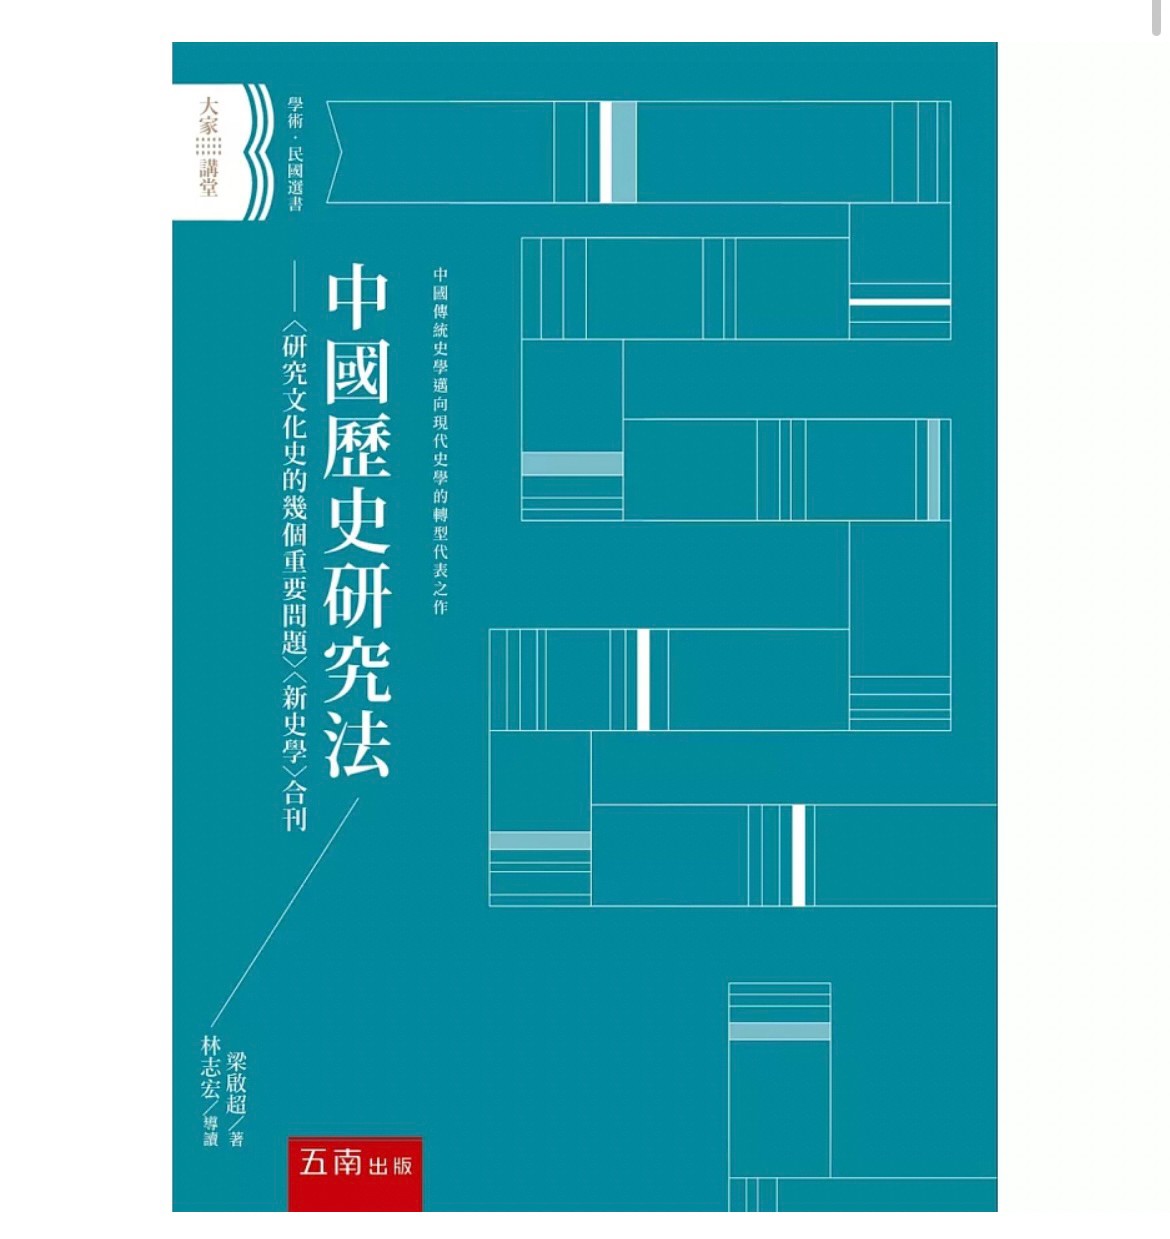 大家講堂
學術·民國選書
中國傳統史學邁向現代史學的轉型代表之作
中國歷史研究法
──〈研究文化史的幾個重要問題〉〈新史學〉合刊
梁啟超/著
林志宏/導讀
五南出版